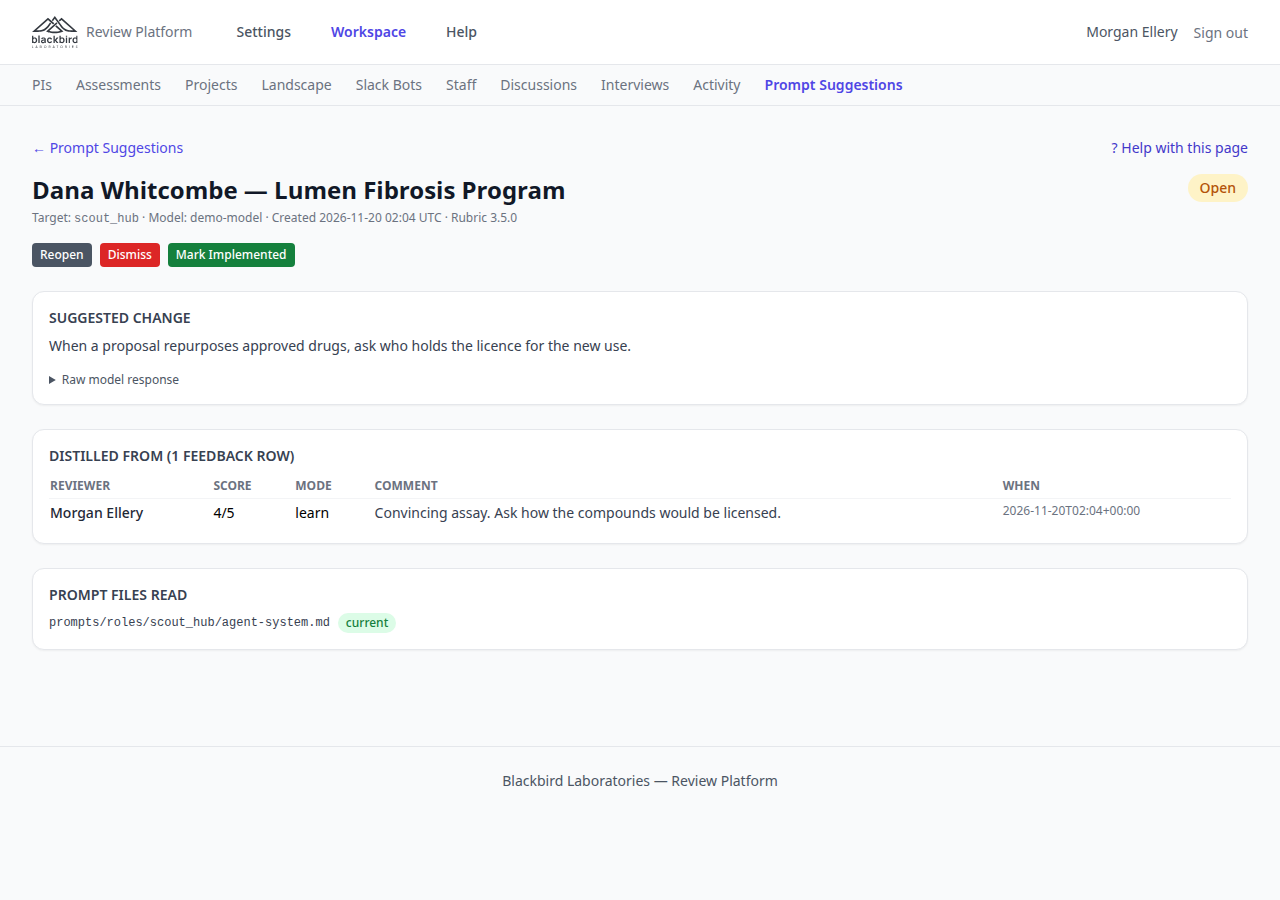 blackbird
LABORATORIES
Review Platform
Settings
Workspace
Help
Morgan Ellery
Sign out
PIs
Assessments
Projects
Landscape
Slack Bots
Staff
Discussions
Interviews
Activity
Prompt Suggestions
← Prompt Suggestions
? Help with this page
Dana Whitcombe — Lumen Fibrosis Program
Open
Target: scout_hub · Model: demo-model · Created 2026-11-20 02:04 UTC · Rubric 3.5.0
Reopen
Dismiss
Mark Implemented
SUGGESTED CHANGE
When a proposal repurposes approved drugs, ask who holds the licence for the new use.
Raw model response
DISTILLED FROM (1 FEEDBACK ROW)
REVIEWER SCORE MODE COMMENT WHEN
Morgan Ellery 4/5 learn Convincing assay. Ask how the compounds would be licensed. 2026-11-20T02:04+00:00
PROMPT FILES READ
prompts/roles/scout_hub/agent-system.md current
Blackbird Laboratories — Review Platform